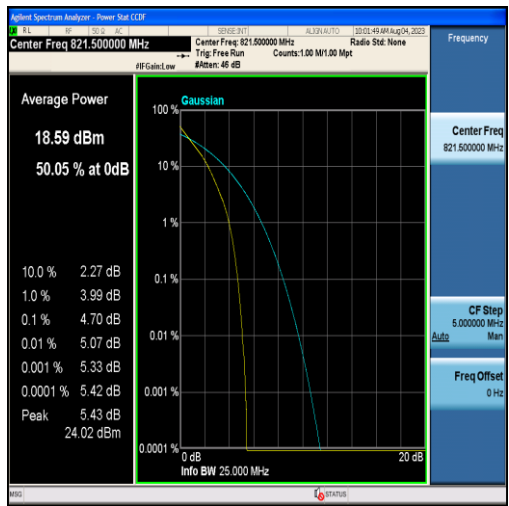 Agilent Spectrum Analyzer - Power Stat CCDF
RL RF 50 Ω AC SENSE:INT ALIGN AUTO 10:01:49 AM Aug 04, 2023
Center Freq 821.500000 MHz
Center Freq: 821.500000 MHz Radio Std: None
Trig: Free Run Counts:1.00 M/1.00 Mpt
#IFGain:Low #Atten: 46 dB
Frequency
Center Freq
821.500000 MHz
CF Step
5.000000 MHz
Auto Man
Freq Offset
0 Hz
Average Power
18.59 dBm
50.05 % at 0dB
10.0 % 2.27 dB
1.0 % 3.99 dB
0.1 % 4.70 dB
0.01 % 5.07 dB
0.001 % 5.33 dB
0.0001 % 5.42 dB
Peak 5.43 dB
24.02 dBm
Gaussian
100 %
10 %
1 %
0.1 %
0.01 %
0.001 %
0.0001 %
0 dB 20 dB
Info BW 25.000 MHz
MSG STATUS